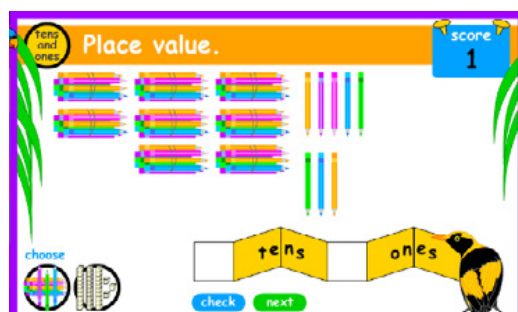 tens
and
ones
Place value.
score
1
choose
tens ones
check next